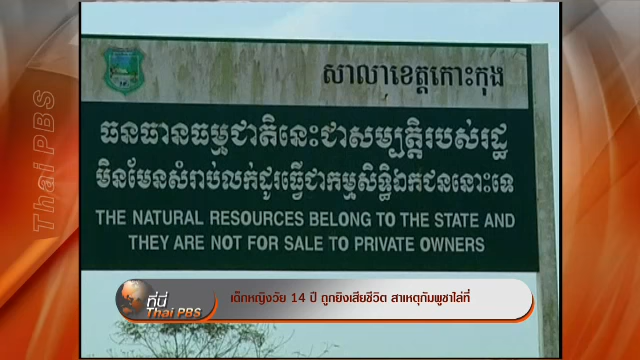 សាលាខេត្តកោះកុង
ធនធានធម្មជាតិនេះជាសម្បត្តិរបស់រដ្ឋ
មិនមែនសំរាប់លក់ដូរធ្វើជាកម្មសិទ្ធិឯកជននោះទេ
THE NATURAL RESOURCES BELONG TO THE STATE AND
THEY ARE NOT FOR SALE TO PRIVATE OWNERS
Thai PBS
ที่นี่
Thai PBS
เด็กหญิงวัย 14 ปี ถูกยิงเสียชีวิต สาเหตุกัมพูชาไล่ที่